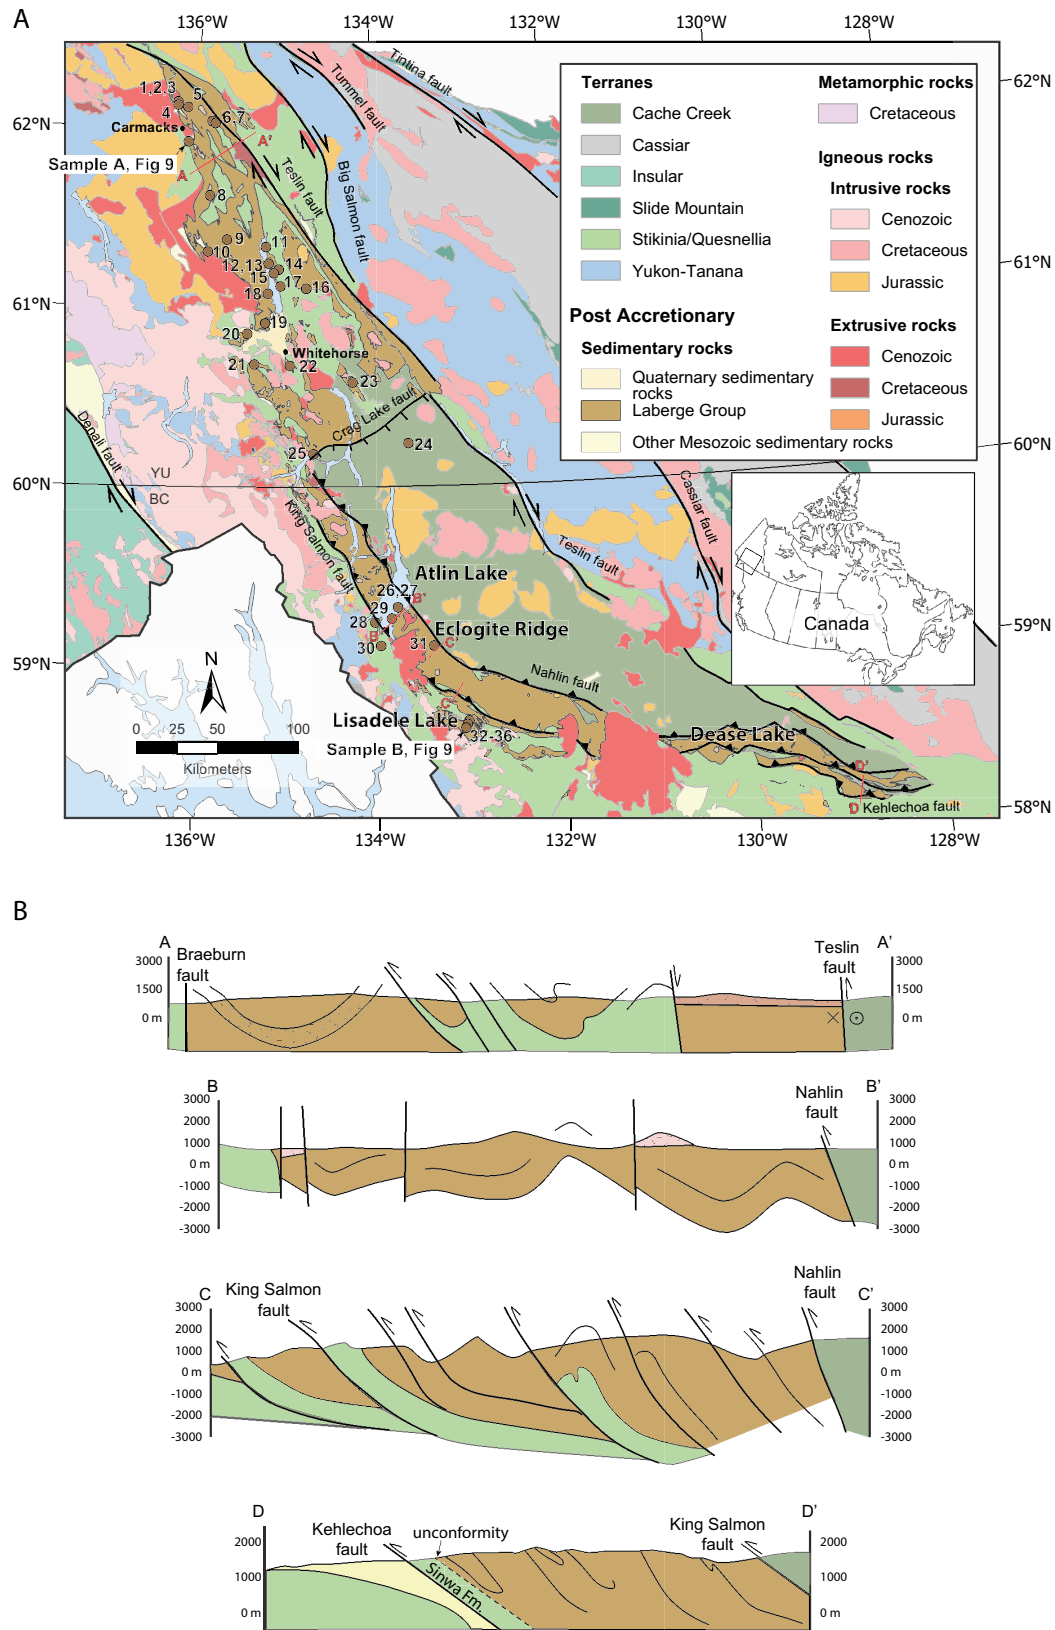 A
136°W
132°W
130°W
128°W
62°N
61°N
60°N
59°N
58°N
62°N
61°N
60°N
59°N
136°W
134°W
132°W
130°W
128°W
Terranes
Cache Creek
Cassiar
Insular
Slide Mountain
Stikinia/Quesnellia
Yukon-Tanana
Post Accretionary
Sedimentary rocks
Quaternary sedimentary
rocks
Laberge Group
Other Mesozoic sedimentary rocks
Metamorphic rocks
Cretaceous
Igneous rocks
Intrusive rocks
Cenozoic
Cretaceous
Jurassic
Extrusive rocks
Cenozoic
Cretaceous
Jurassic
Tintina fault
Tummel fault
Big Salmon fault
Teslin fault
1,2,3
5
4
6,7
Carmacks
A'
Sample A, Fig 9
A
8
9
10
11
12,13
14
15
17
16
18
19
20
Whitehorse
21
22
23
Crag Lake fault
24
25
Denali fault
YU
BC
King Salmon fault
Teslin fault
Cassiar fault
Canada
Atlin Lake
26,27
B'
29
28
B
30
Eclogite Ridge
31
C'
Nahlin fault
C
Lisadele Lake
32-36
Sample B, Fig 9
Dease Lake
D'
D
Kehlechoa fault
N
0 25 50 100
Kilometers
B
A
Braeburn
fault
Teslin
fault
A'
3000
1500
0 m
3000
1500
0 m
B
Nahlin
fault
B'
3000
2000
1000
0 m
-1000
-2000
-3000
3000
2000
1000
0 m
-1000
-2000
-3000
C
King Salmon
fault
Nahlin
fault
C'
3000
2000
1000
0 m
-1000
-2000
-3000
3000
2000
1000
0 m
-1000
-2000
-3000
D
Kehlechoa
fault
unconformity
King Salmon
fault
D'
2000
1000
0 m
Sinwa Fm.
2000
1000
0 m